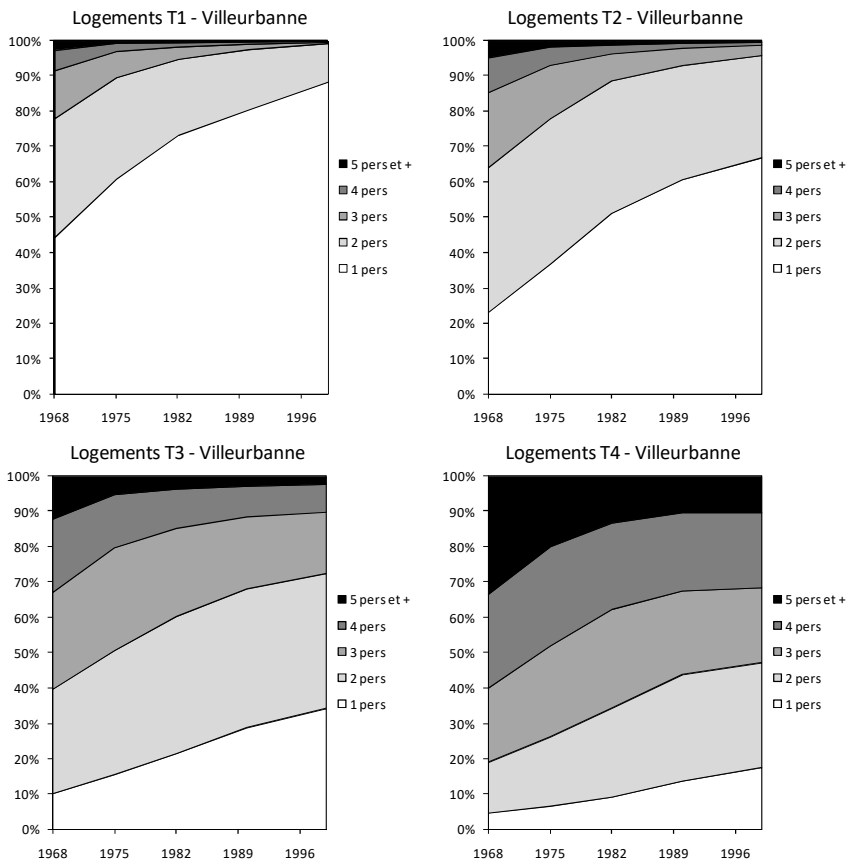 Logements T1 - Villeurbanne
100%
90%
80%
70%
60%
50%
40%
30%
20%
10%
0%
1968 1975 1982 1989 1996
5 pers et +
4 pers
3 pers
2 pers
1 pers
Logements T2 - Villeurbanne
100%
90%
80%
70%
60%
50%
40%
30%
20%
10%
0%
1968 1975 1982 1989 1996
5 pers et +
4 pers
3 pers
2 pers
1 pers
Logements T3 - Villeurbanne
100%
90%
80%
70%
60%
50%
40%
30%
20%
10%
0%
1968 1975 1982 1989 1996
5 pers et +
4 pers
3 pers
2 pers
1 pers
Logements T4 - Villeurbanne
100%
90%
80%
70%
60%
50%
40%
30%
20%
10%
0%
1968 1975 1982 1989 1996
5 pers et +
4 pers
3 pers
2 pers
1 pers